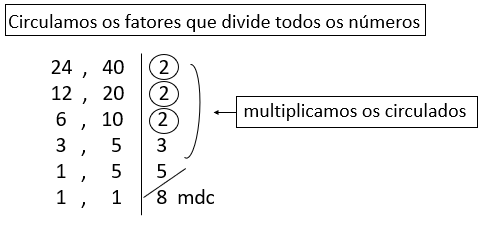 Circulamos os fatores que divide todos os números
24 , 40 | 2
12 , 20 | 2
6 , 10 | 2
multiplicamos os circulados
3 , 5 | 3
1 , 5 | 5
1 , 1 | 8 mdc